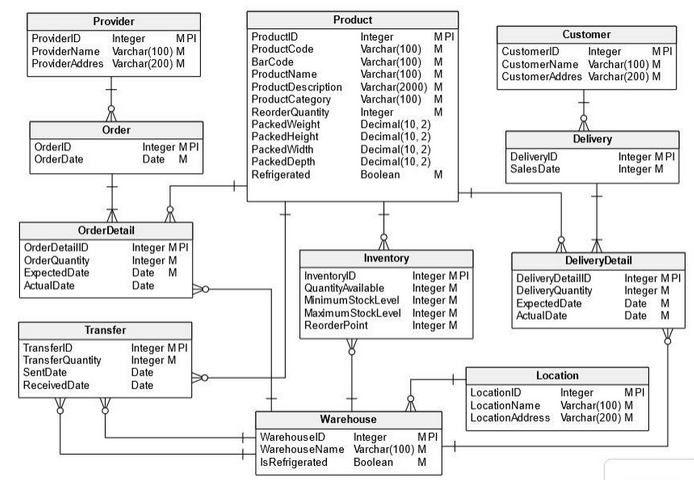 Provider
ProviderID Integer M PI
ProviderName Varchar(100) M
ProviderAddres Varchar(200) M
Product
ProductID Integer M PI
ProductCode Varchar(100) M
BarCode Varchar(100) M
ProductName Varchar(100) M
ProductDescription Varchar(2000) M
ProductCategory Varchar(100) M
ReorderQuantity Integer M
PackedWeight Decimal(10, 2)
PackedHeight Decimal(10, 2)
PackedWidth Decimal(10, 2)
PackedDepth Decimal(10, 2)
Refrigerated Boolean M
Customer
CustomerID Integer M PI
CustomerName Varchar(100) M
CustomerAddres Varchar(200) M
Order
OrderID Integer M PI
OrderDate Date M
Delivery
DeliveryID Integer M PI
SalesDate Integer M
OrderDetail
OrderDetailID Integer M PI
OrderQuantity Integer M
ExpectedDate Date M
ActualDate Date
Inventory
InventoryID Integer M PI
QuantityAvailable Integer M
MinimumStockLevel Integer M
MaximumStockLevel Integer M
ReorderPoint Integer M
DeliveryDetail
DeliveryDetailID Integer M PI
DeliveryQuantity Integer M
ExpectedDate Date M
ActualDate Date M
Transfer
TransferID Integer M PI
TransferQuantity Integer M
SentDate Date
ReceivedDate Date
Location
LocationID Integer M PI
LocationName Varchar(100) M
LocationAddress Varchar(200) M
Warehouse
WarehouseID Integer M PI
WarehouseName Varchar(100) M
IsRefrigerated Boolean M